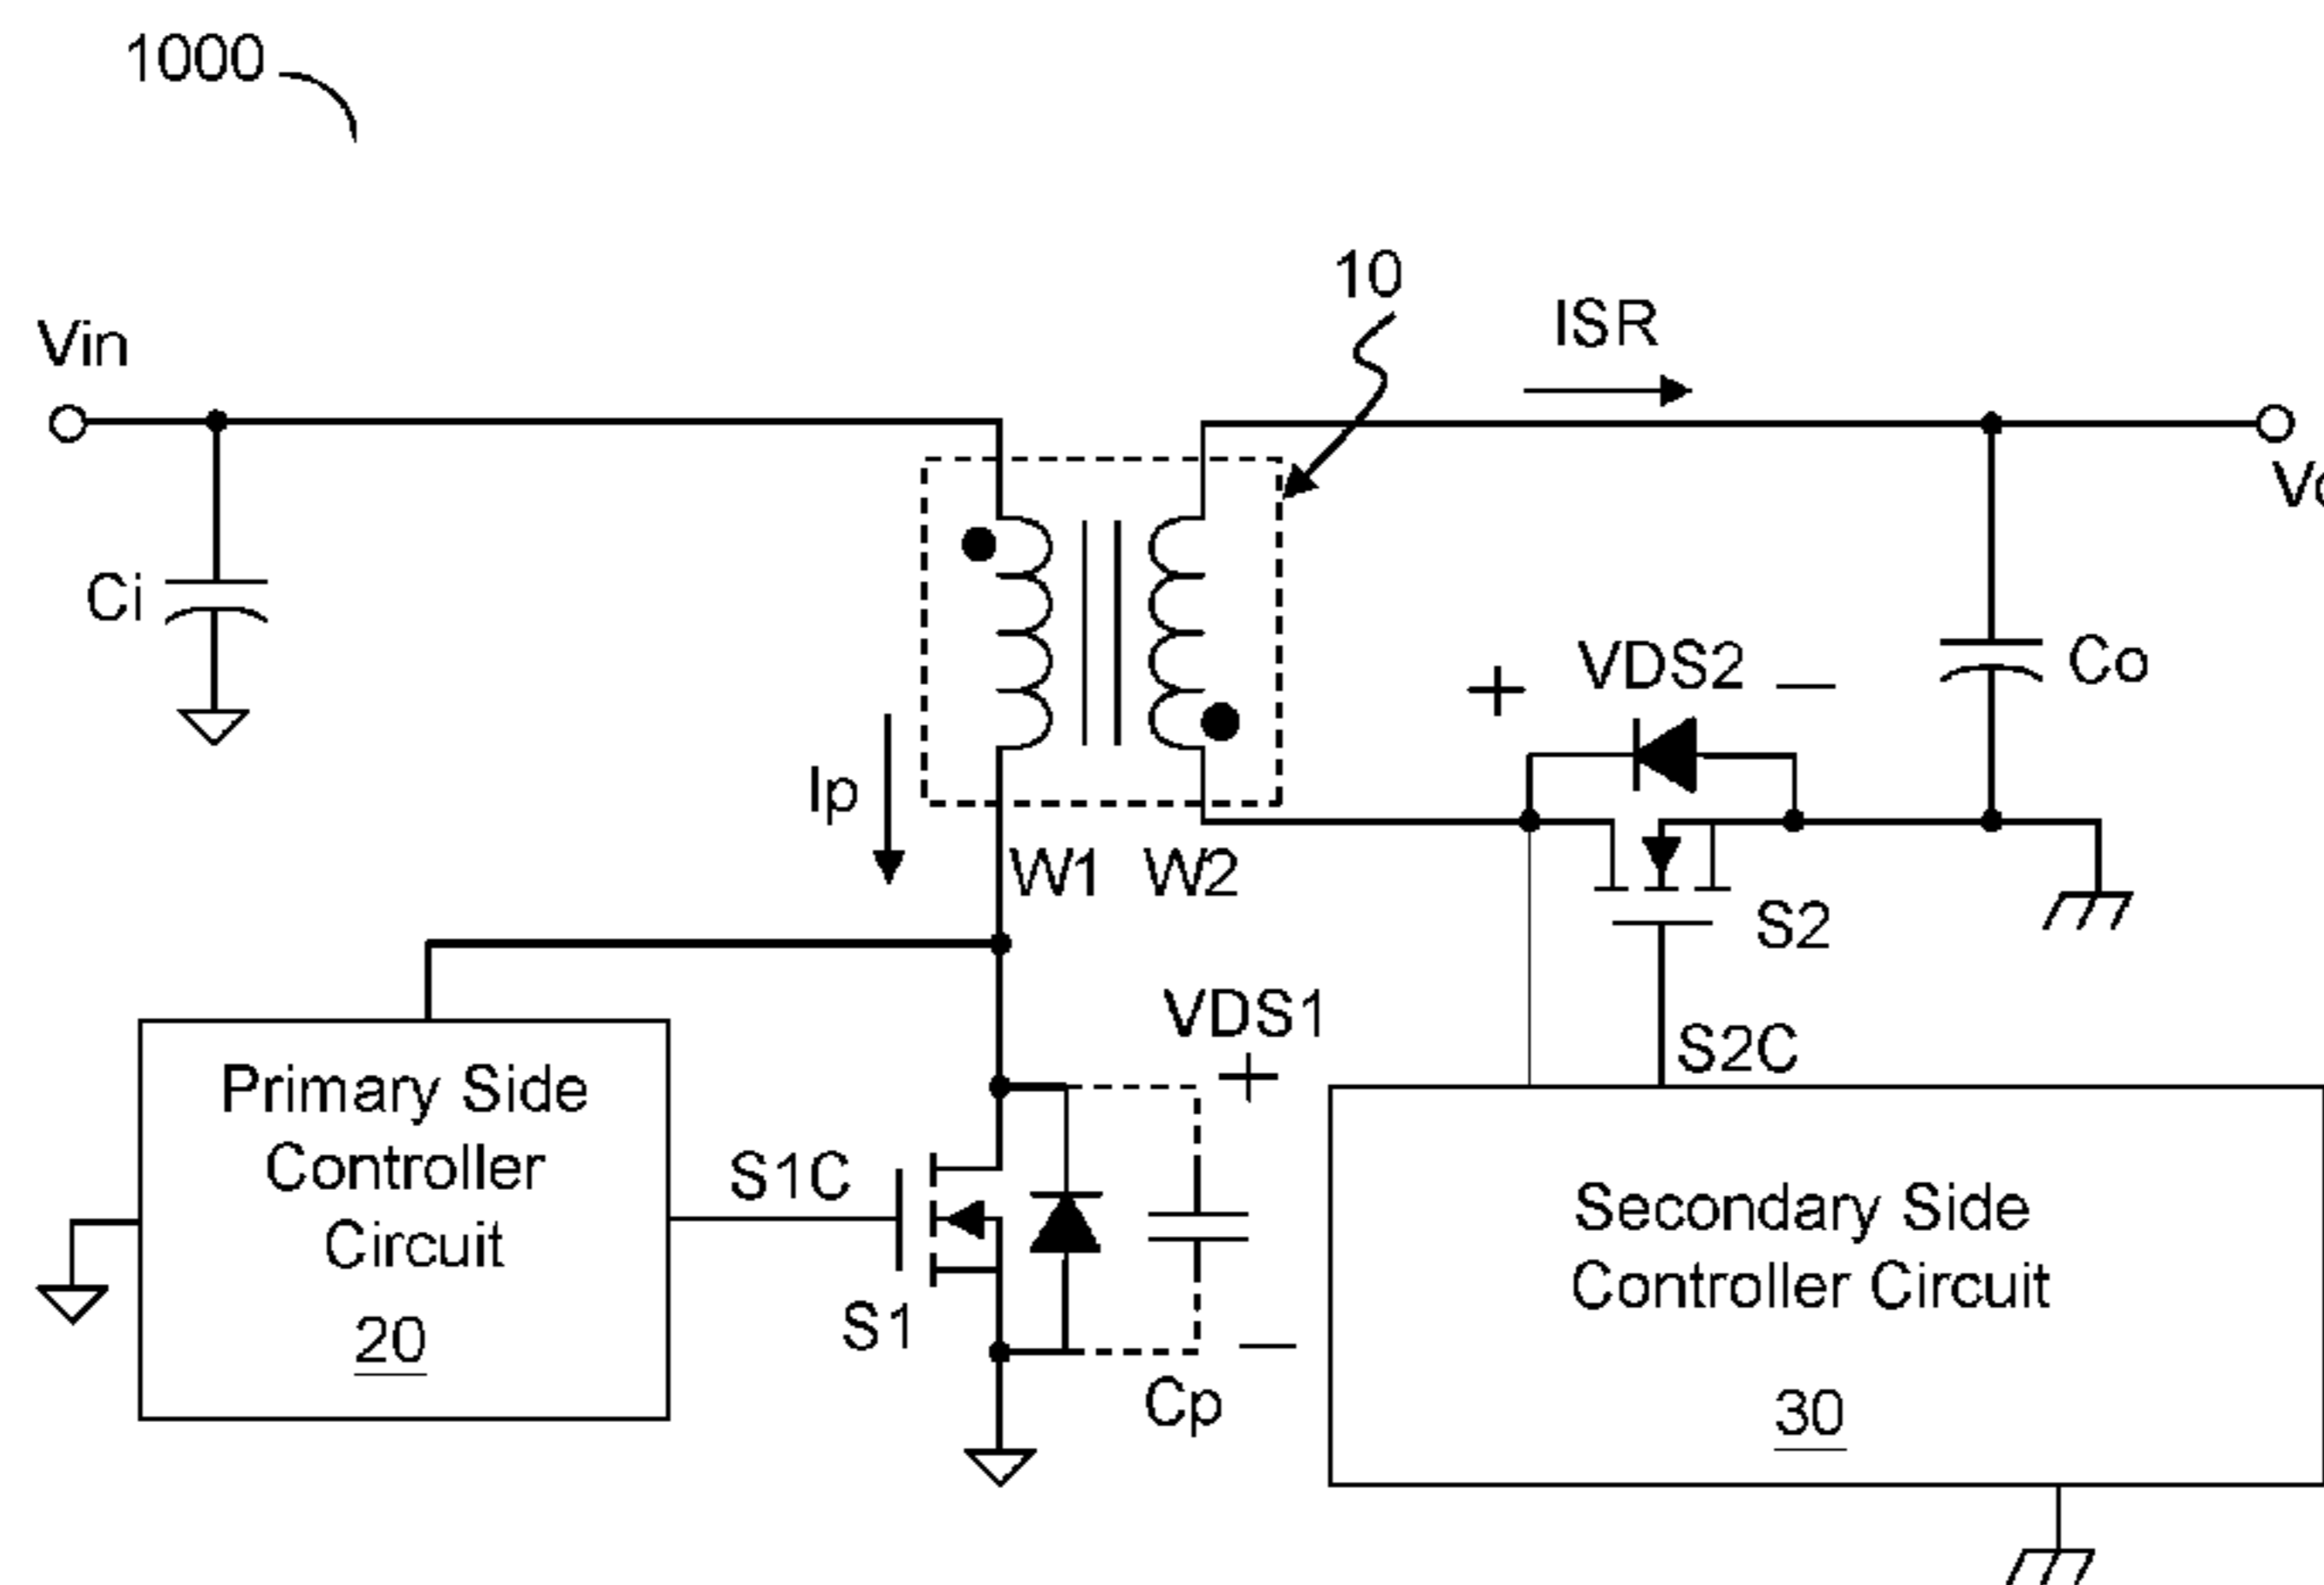 1000
10
ISR
Vin
Ci
VDS2
+ −
Co
Ip
W1 W2
S2
VDS1
+
S2C
Primary Side
Controller
Circuit
20
S1C
S1
−
Cp
Secondary Side
Controller Circuit
30